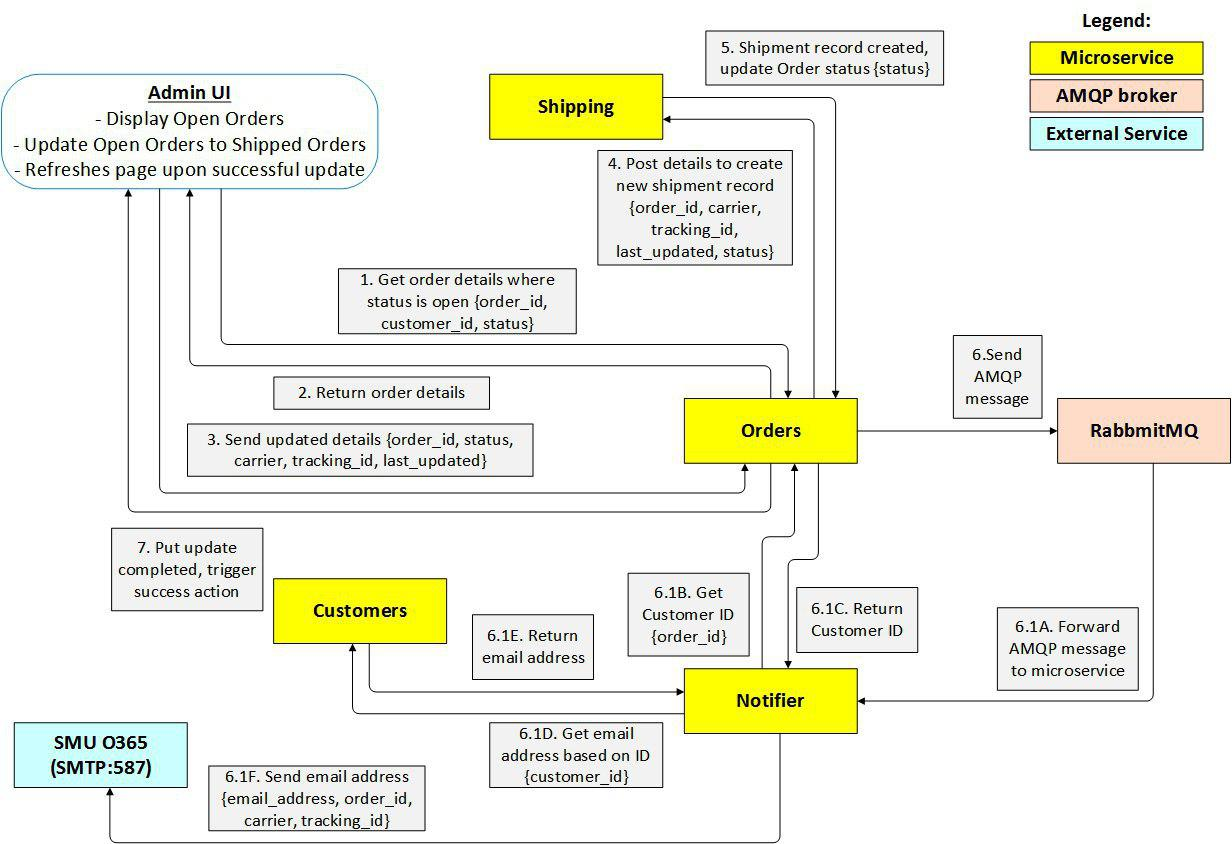 Legend:
Microservice
AMQP broker
External Service
5. Shipment record created,
update Order status {status}
Admin UI
- Display Open Orders
- Update Open Orders to Shipped Orders
- Refreshes page upon successful update
Shipping
4. Post details to create
new shipment record
{order_id, carrier,
tracking_id,
last_updated, status}
1. Get order details where
status is open {order_id,
customer_id, status}
2. Return order details
3. Send updated details {order_id, status,
carrier, tracking_id, last_updated}
6.Send
AMQP
message
Orders
RabbmitMQ
7. Put update
completed, trigger
success action
Customers
6.1B. Get
Customer ID
{order_id}
6.1C. Return
Customer ID
6.1E. Return
email address
6.1A. Forward
AMQP message
to microservice
Notifier
6.1D. Get email
address based on ID
{customer_id}
SMU O365
(SMTP:587)
6.1F. Send email address
{email_address, order_id,
carrier, tracking_id}